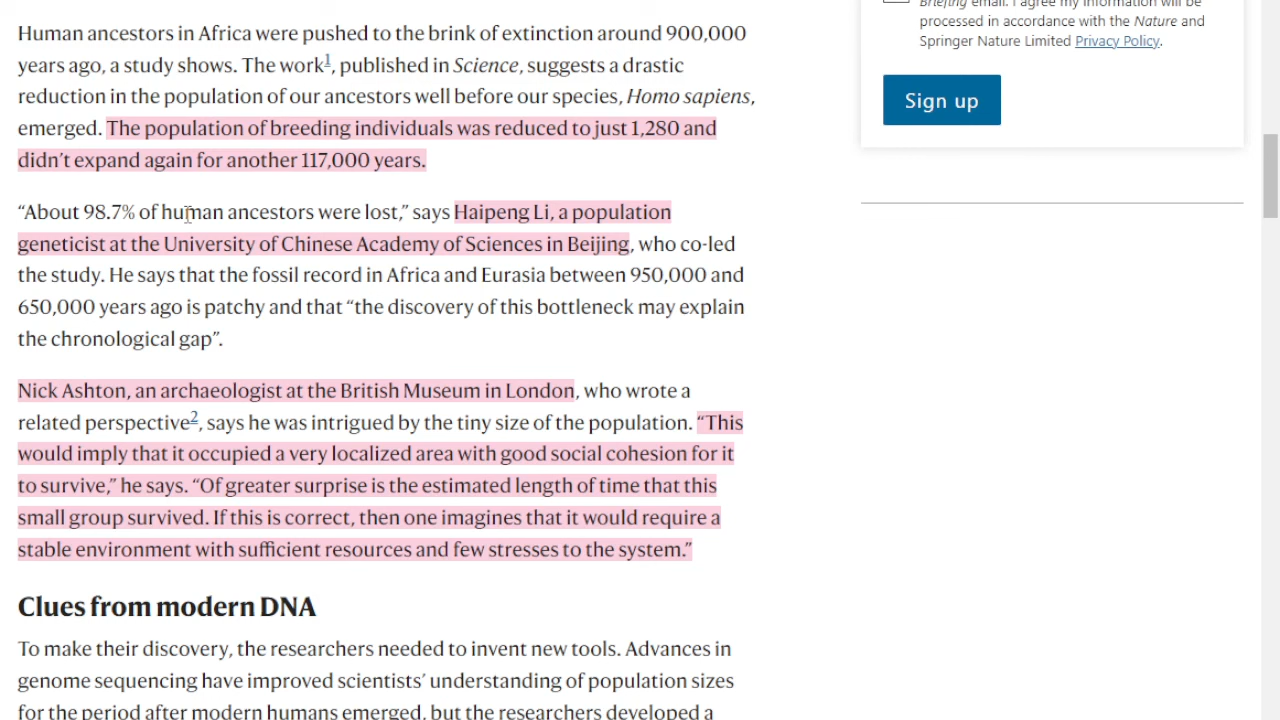 Human ancestors in Africa were pushed to the brink of extinction around 900,000
years ago, a study shows. The work1, published in Science, suggests a drastic
reduction in the population of our ancestors well before our species, Homo sapiens,
emerged. The population of breeding individuals was reduced to just 1,280 and
didn’t expand again for another 117,000 years.
“About 98.7% of human ancestors were lost,” says Haipeng Li, a population
geneticist at the University of Chinese Academy of Sciences in Beijing, who co-led
the study. He says that the fossil record in Africa and Eurasia between 950,000 and
650,000 years ago is patchy and that “the discovery of this bottleneck may explain
the chronological gap”.
Nick Ashton, an archaeologist at the British Museum in London, who wrote a
related perspective2, says he was intrigued by the tiny size of the population. “This
would imply that it occupied a very localized area with good social cohesion for it
to survive,” he says. “Of greater surprise is the estimated length of time that this
small group survived. If this is correct, then one imagines that it would require a
stable environment with sufficient resources and few stresses to the system.”
Clues from modern DNA
To make their discovery, the researchers needed to invent new tools. Advances in
genome sequencing have improved scientists’ understanding of population sizes
for the period after modern humans emerged, but the researchers developed a
Briefing email. I agree my information will be
processed in accordance with the Nature and
Springer Nature Limited Privacy Policy.
Sign up